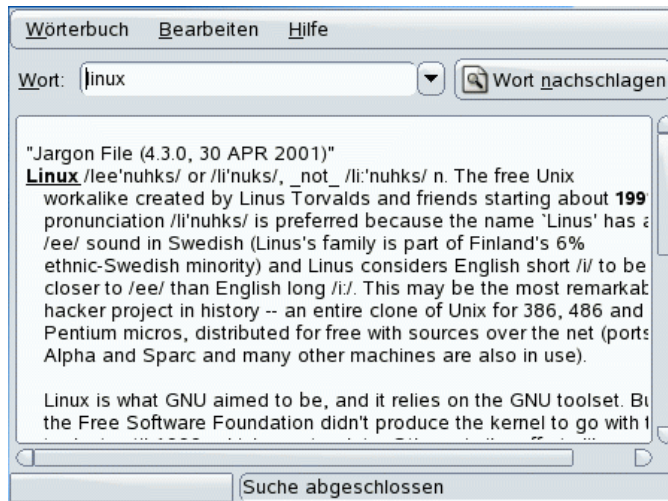 Wörterbuch Bearbeiten Hilfe
Wort: linux Wort nachschlagen
"Jargon File (4.3.0, 30 APR 2001)"
Linux /lee'nuhks/ or /li'nuks/, _not_ /li:'nuhks/ n. The free Unix
workalike created by Linus Torvalds and friends starting about 199
pronunciation /li'nuhks/ is preferred because the name `Linus' has
/ee/ sound in Swedish (Linus's family is part of Finland's 6%
ethnic-Swedish minority) and Linus considers English short /i/ to be
closer to /ee/ than English long /i:/. This may be the most remarkab
hacker project in history -- an entire clone of Unix for 386, 486 and
Pentium micros, distributed for free with sources over the net (ports
Alpha and Sparc and many other machines are also in use).
Linux is what GNU aimed to be, and it relies on the GNU toolset. Bu
the Free Software Foundation didn't produce the kernel to go with t
Suche abgeschlossen